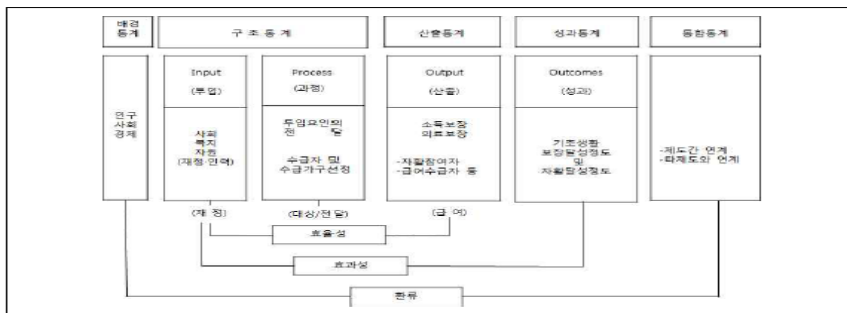 배경
통계
구 조 통 계
산출통계
성과통계
통합통계
인구
사회
경제
Input
(투입)
사회
복지
자원
(재정·인력)
Process
(과정)
투입요인의
전 달
수급자 및
수급가구선정
Output
(산출)
소득보장
의료보장
-자활참여자
-급여수급자 등
Outcomes
(성과)
기초생활
보장달성정도
및
자활달성정도
-제도간 연계
-타제도와 연계
(재 정)
(대상/전달)
(급 여)
효율성
효과성
환류